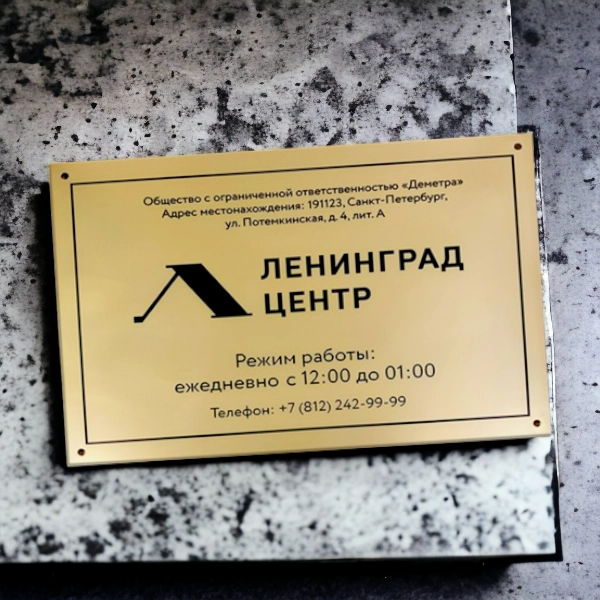 Общество с ограниченной ответственностью «Деметра»
Адрес местонахождения: 191123, Санкт-Петербург,
ул. Потемкинская, д. 4, лит. А
ЛЕНИНГРАД
ЦЕНТР
Режим работы:
ежедневно с 12:00 до 01:00
Телефон: +7 (812) 242-99-99